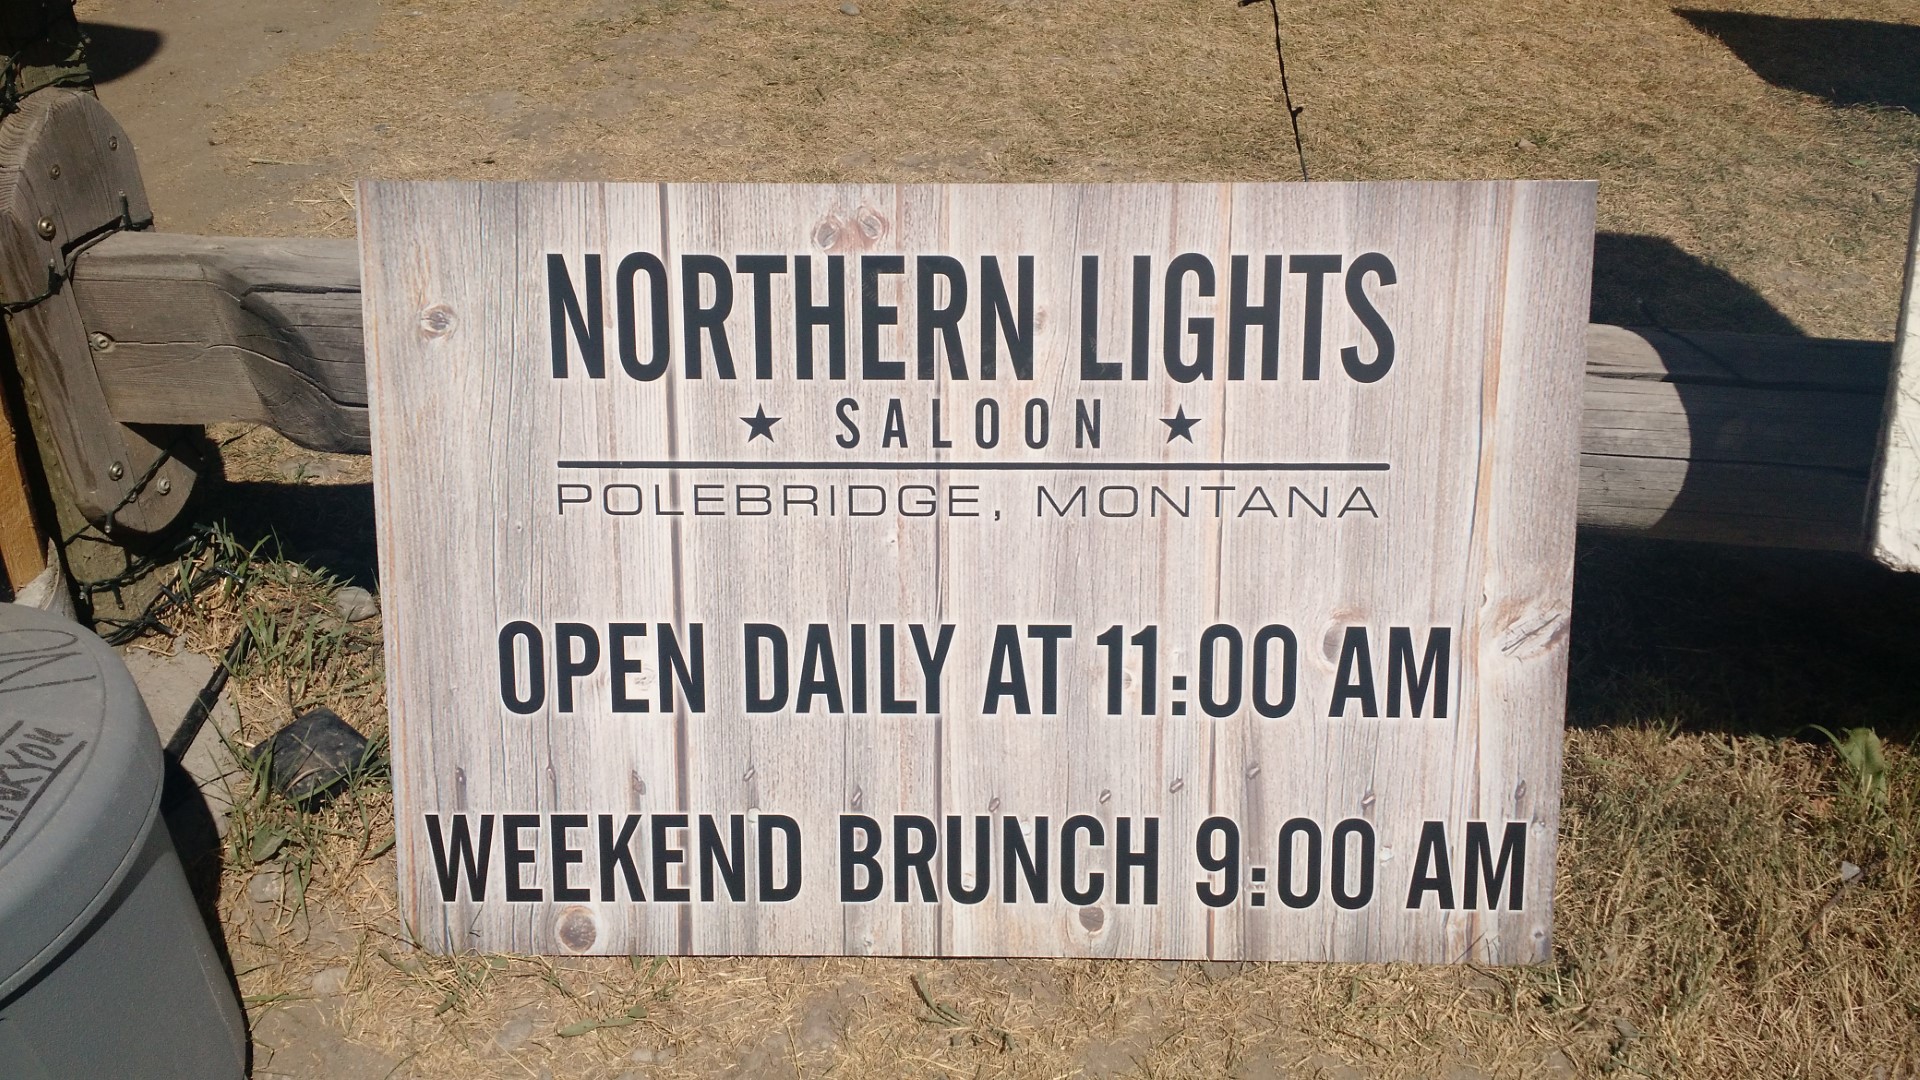 NORTHERN LIGHTS
★ SALOON ★
POLEBRIDGE, MONTANA
OPEN DAILY AT 11:00 AM
WEEKEND BRUNCH 9:00 AM